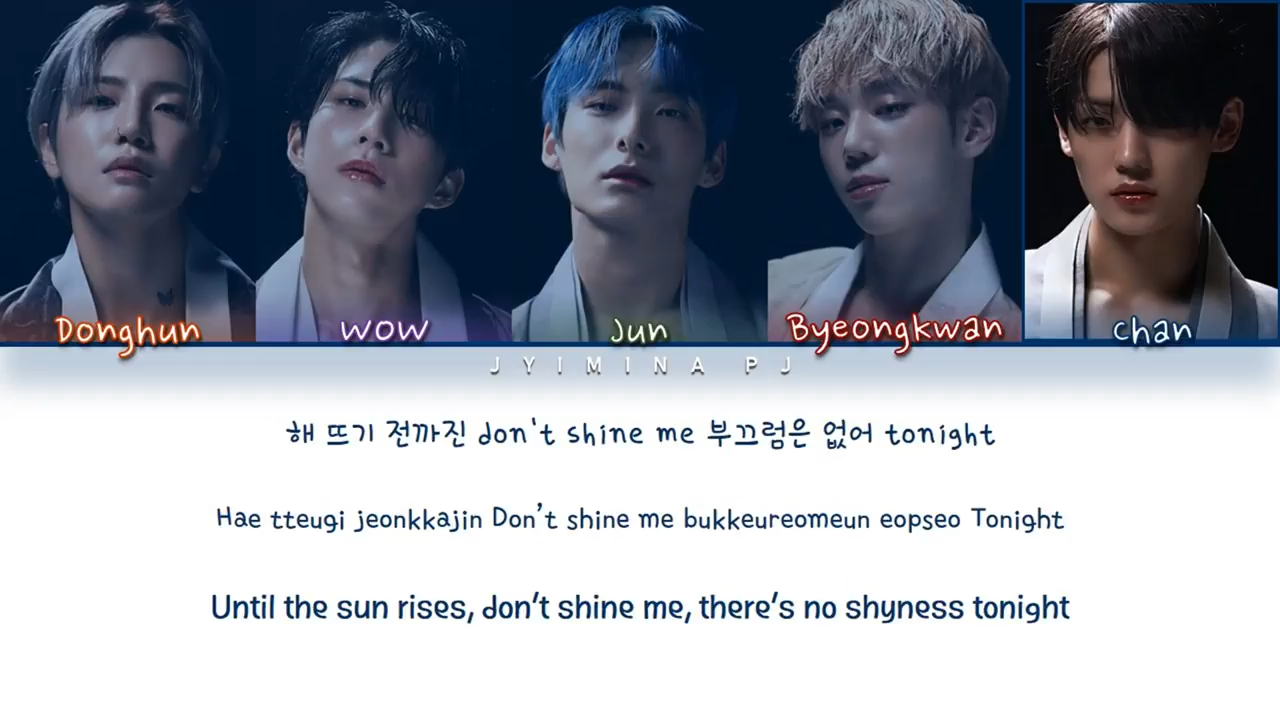 Donghun WOW Jun Byeongkwan Chan
JYIMINA PJ
해 뜨기 전까진 don't shine me 부끄럼은 없어 tonight
Hae tteugi jeonkkajin Don't shine me bukkeureomeun eopseo Tonight
Until the sun rises, don't shine me, there's no shyness tonight